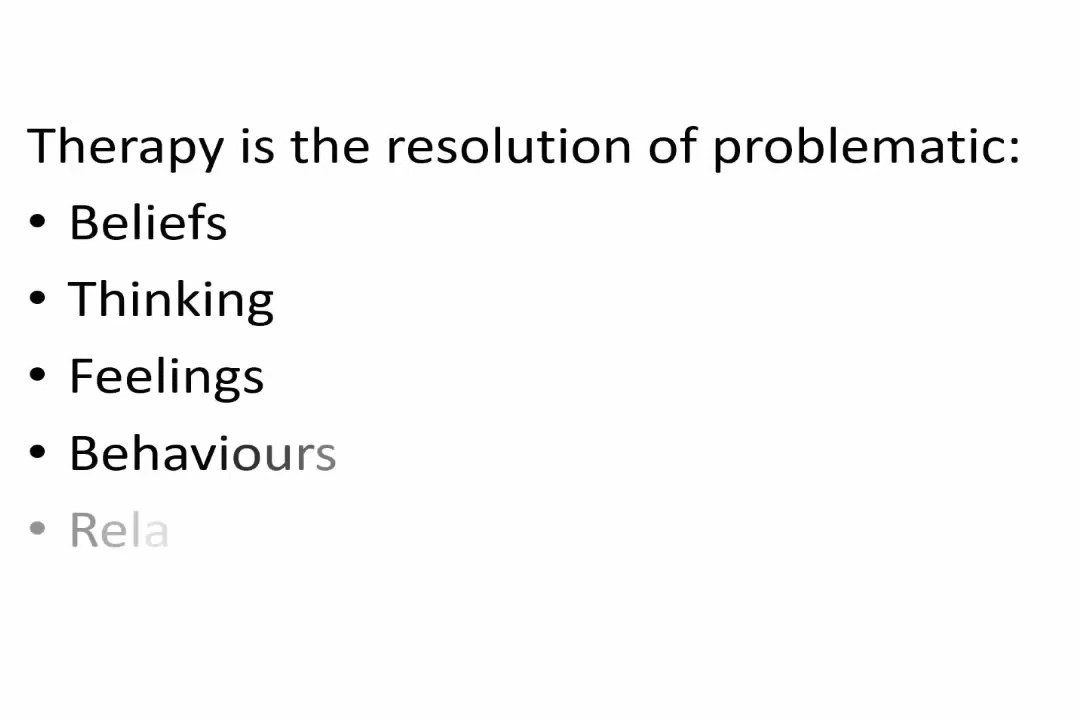 Therapy is the resolution of problematic:
• Beliefs
• Thinking
• Feelings
• Behaviours
• Rela